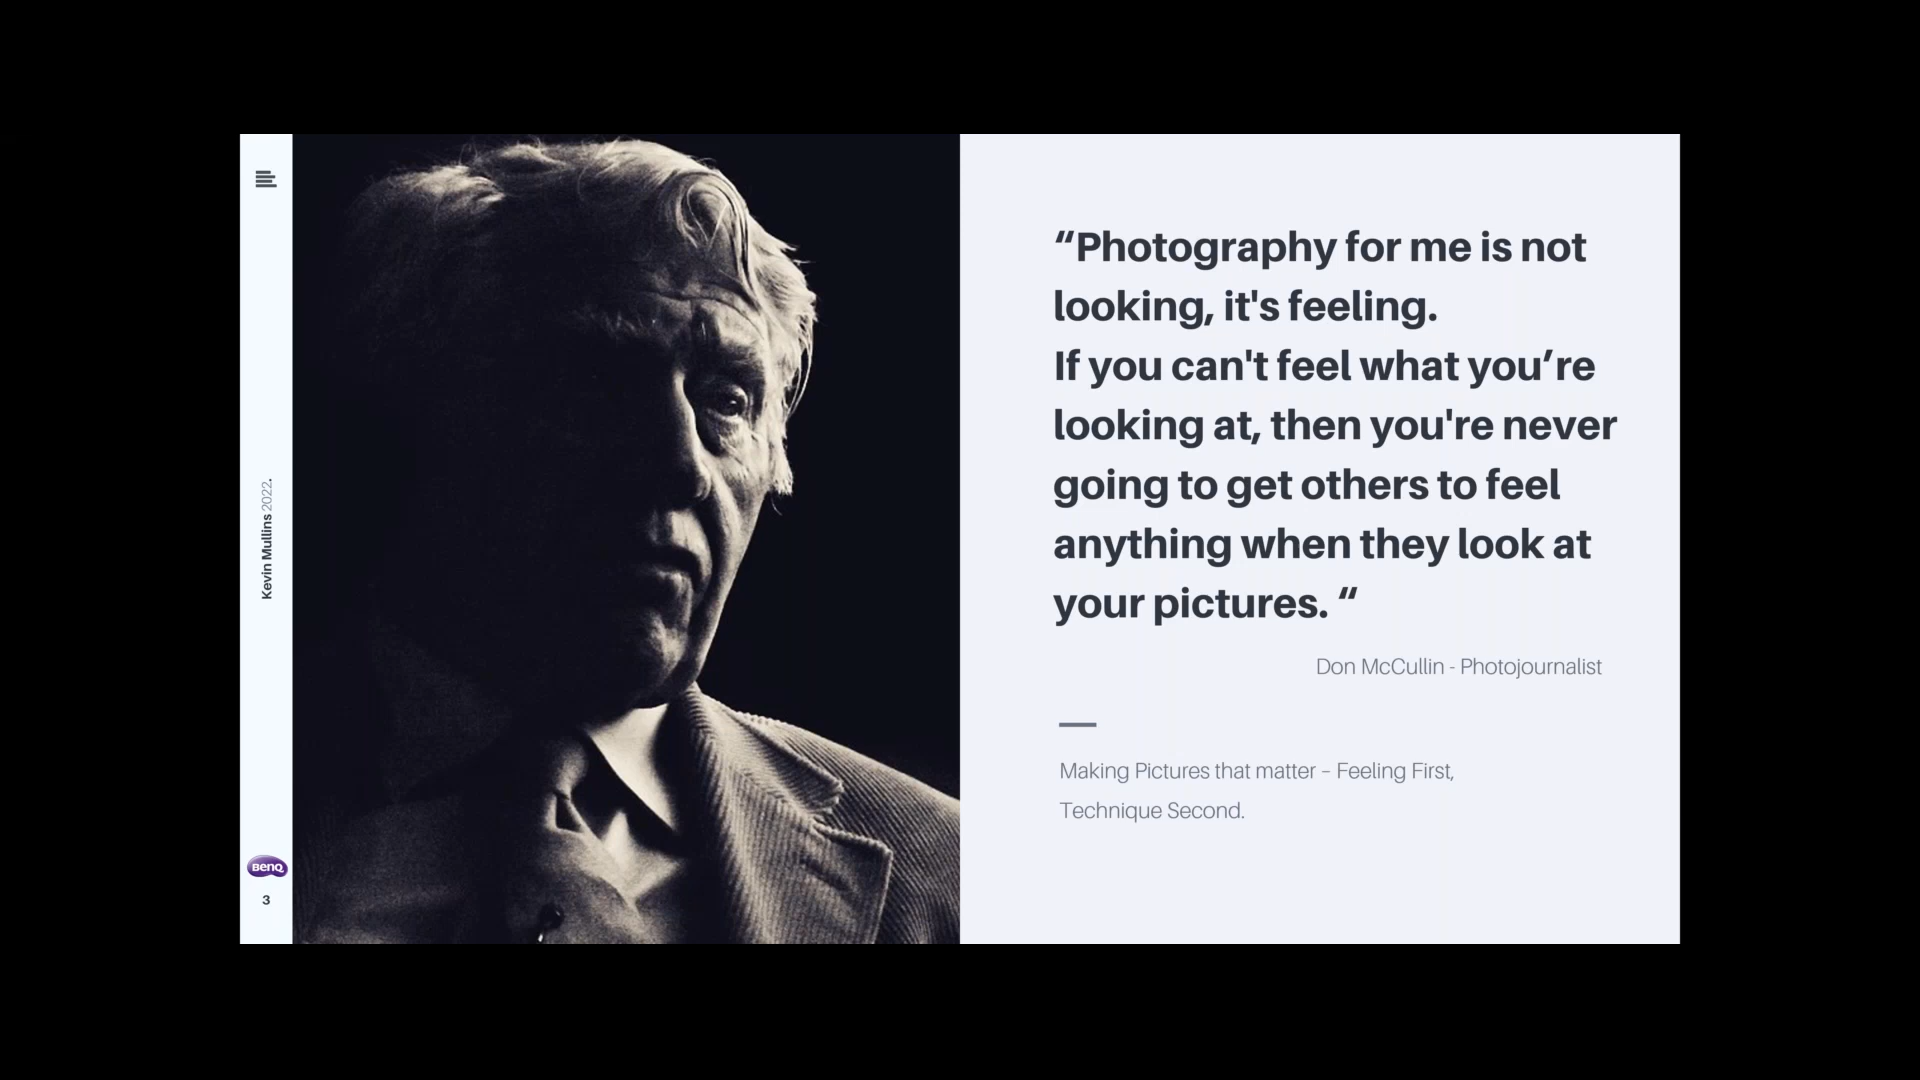 Kevin Mullins 2022.
BenQ
3
“Photography for me is not
looking, it's feeling.
If you can't feel what you’re
looking at, then you're never
going to get others to feel
anything when they look at
your pictures. “
Don McCullin - Photojournalist
Making Pictures that matter – Feeling First,
Technique Second.